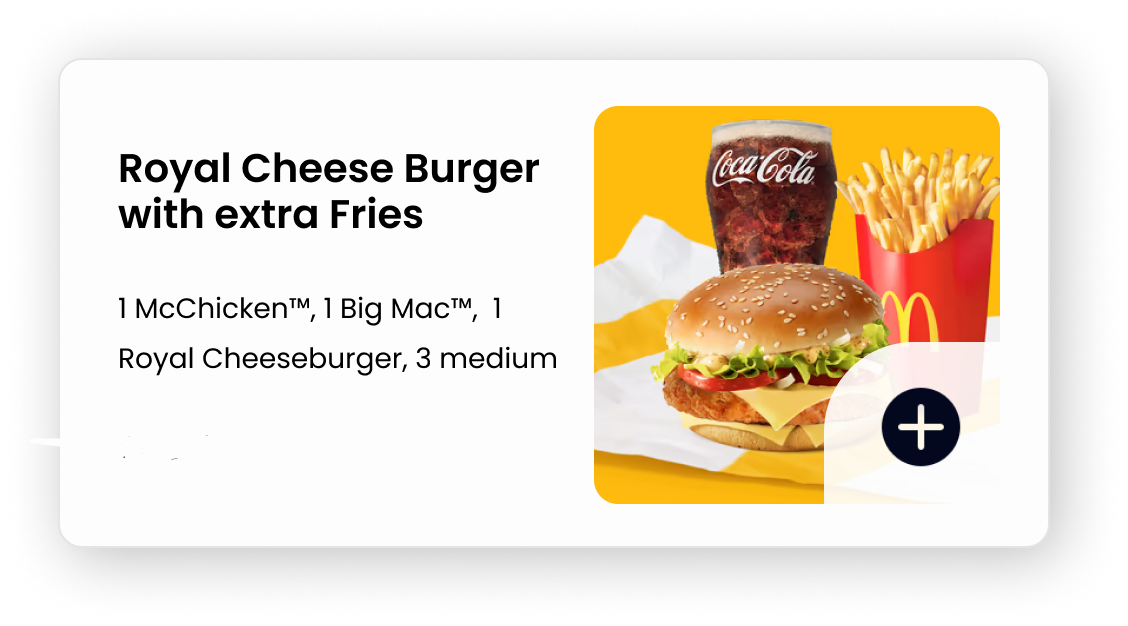 Royal Cheese Burger
with extra Fries
1 McChicken™, 1 Big Mac™, 1
Royal Cheeseburger, 3 medium
Coca-Cola